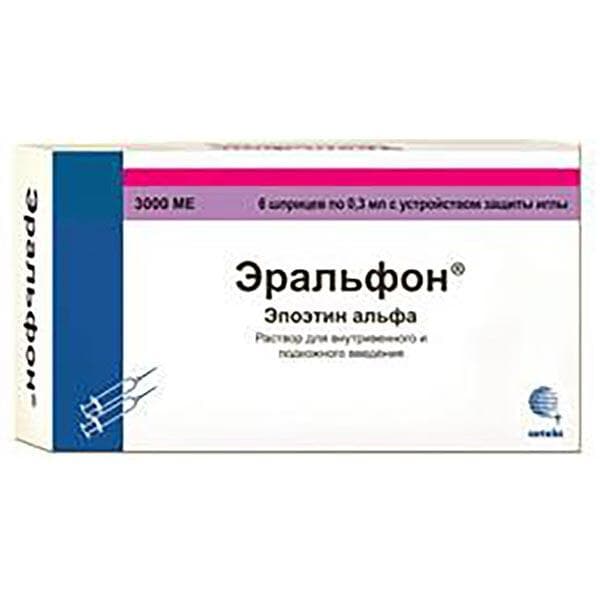 3000 МЕ
6 шприцев по 0,3 мл с устройством защиты иглы
Эральфон®
Эпоэтин альфа
Раствор для внутривенного и
подкожного введения
Эральфон®